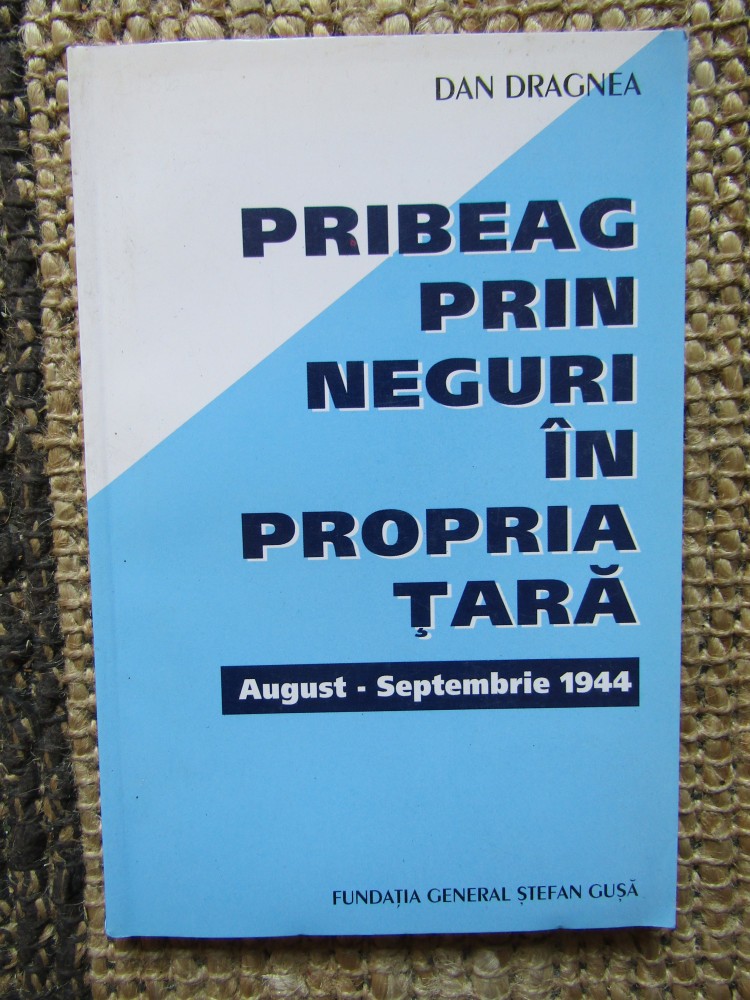 DAN DRAGNEA
PRIBEAG
PRIN
NEGURI
ÎN
PROPRIA
ŢARĂ
August - Septembrie 1944
FUNDAŢIA GENERAL ŞTEFAN GUŞĂ